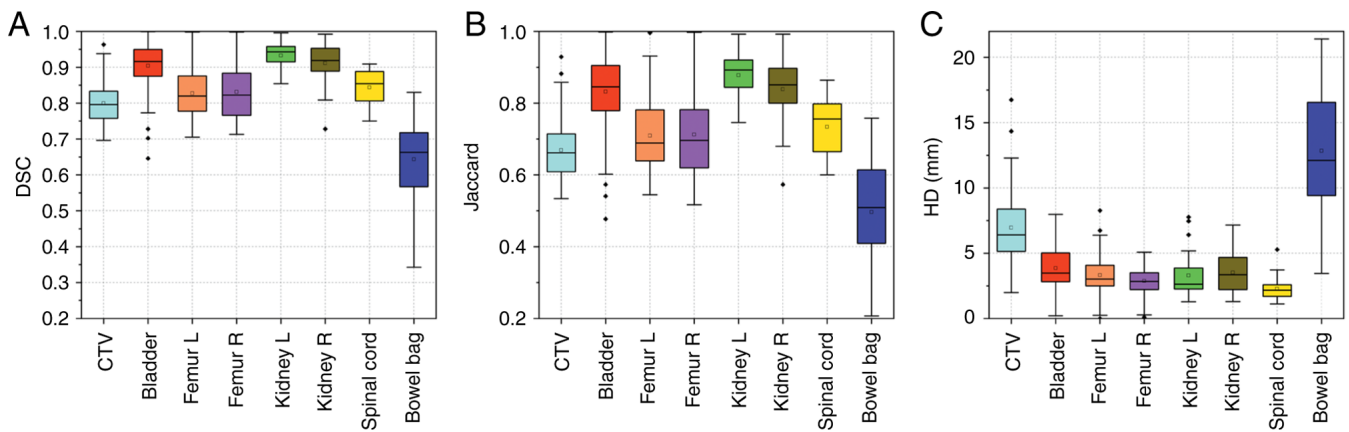 A
DSC
1.0
0.9
0.8
0.7
0.6
0.5
0.4
0.3
0.2
CTV
Bladder
Femur L
Femur R
Kidney L
Kidney R
Spinal cord
Bowel bag
B
Jaccard
1.0
0.8
0.6
0.4
0.2
CTV
Bladder
Femur L
Femur R
Kidney L
Kidney R
Spinal cord
Bowel bag
C
HD (mm)
20
15
10
5
0
CTV
Bladder
Femur L
Femur R
Kidney L
Kidney R
Spinal cord
Bowel bag